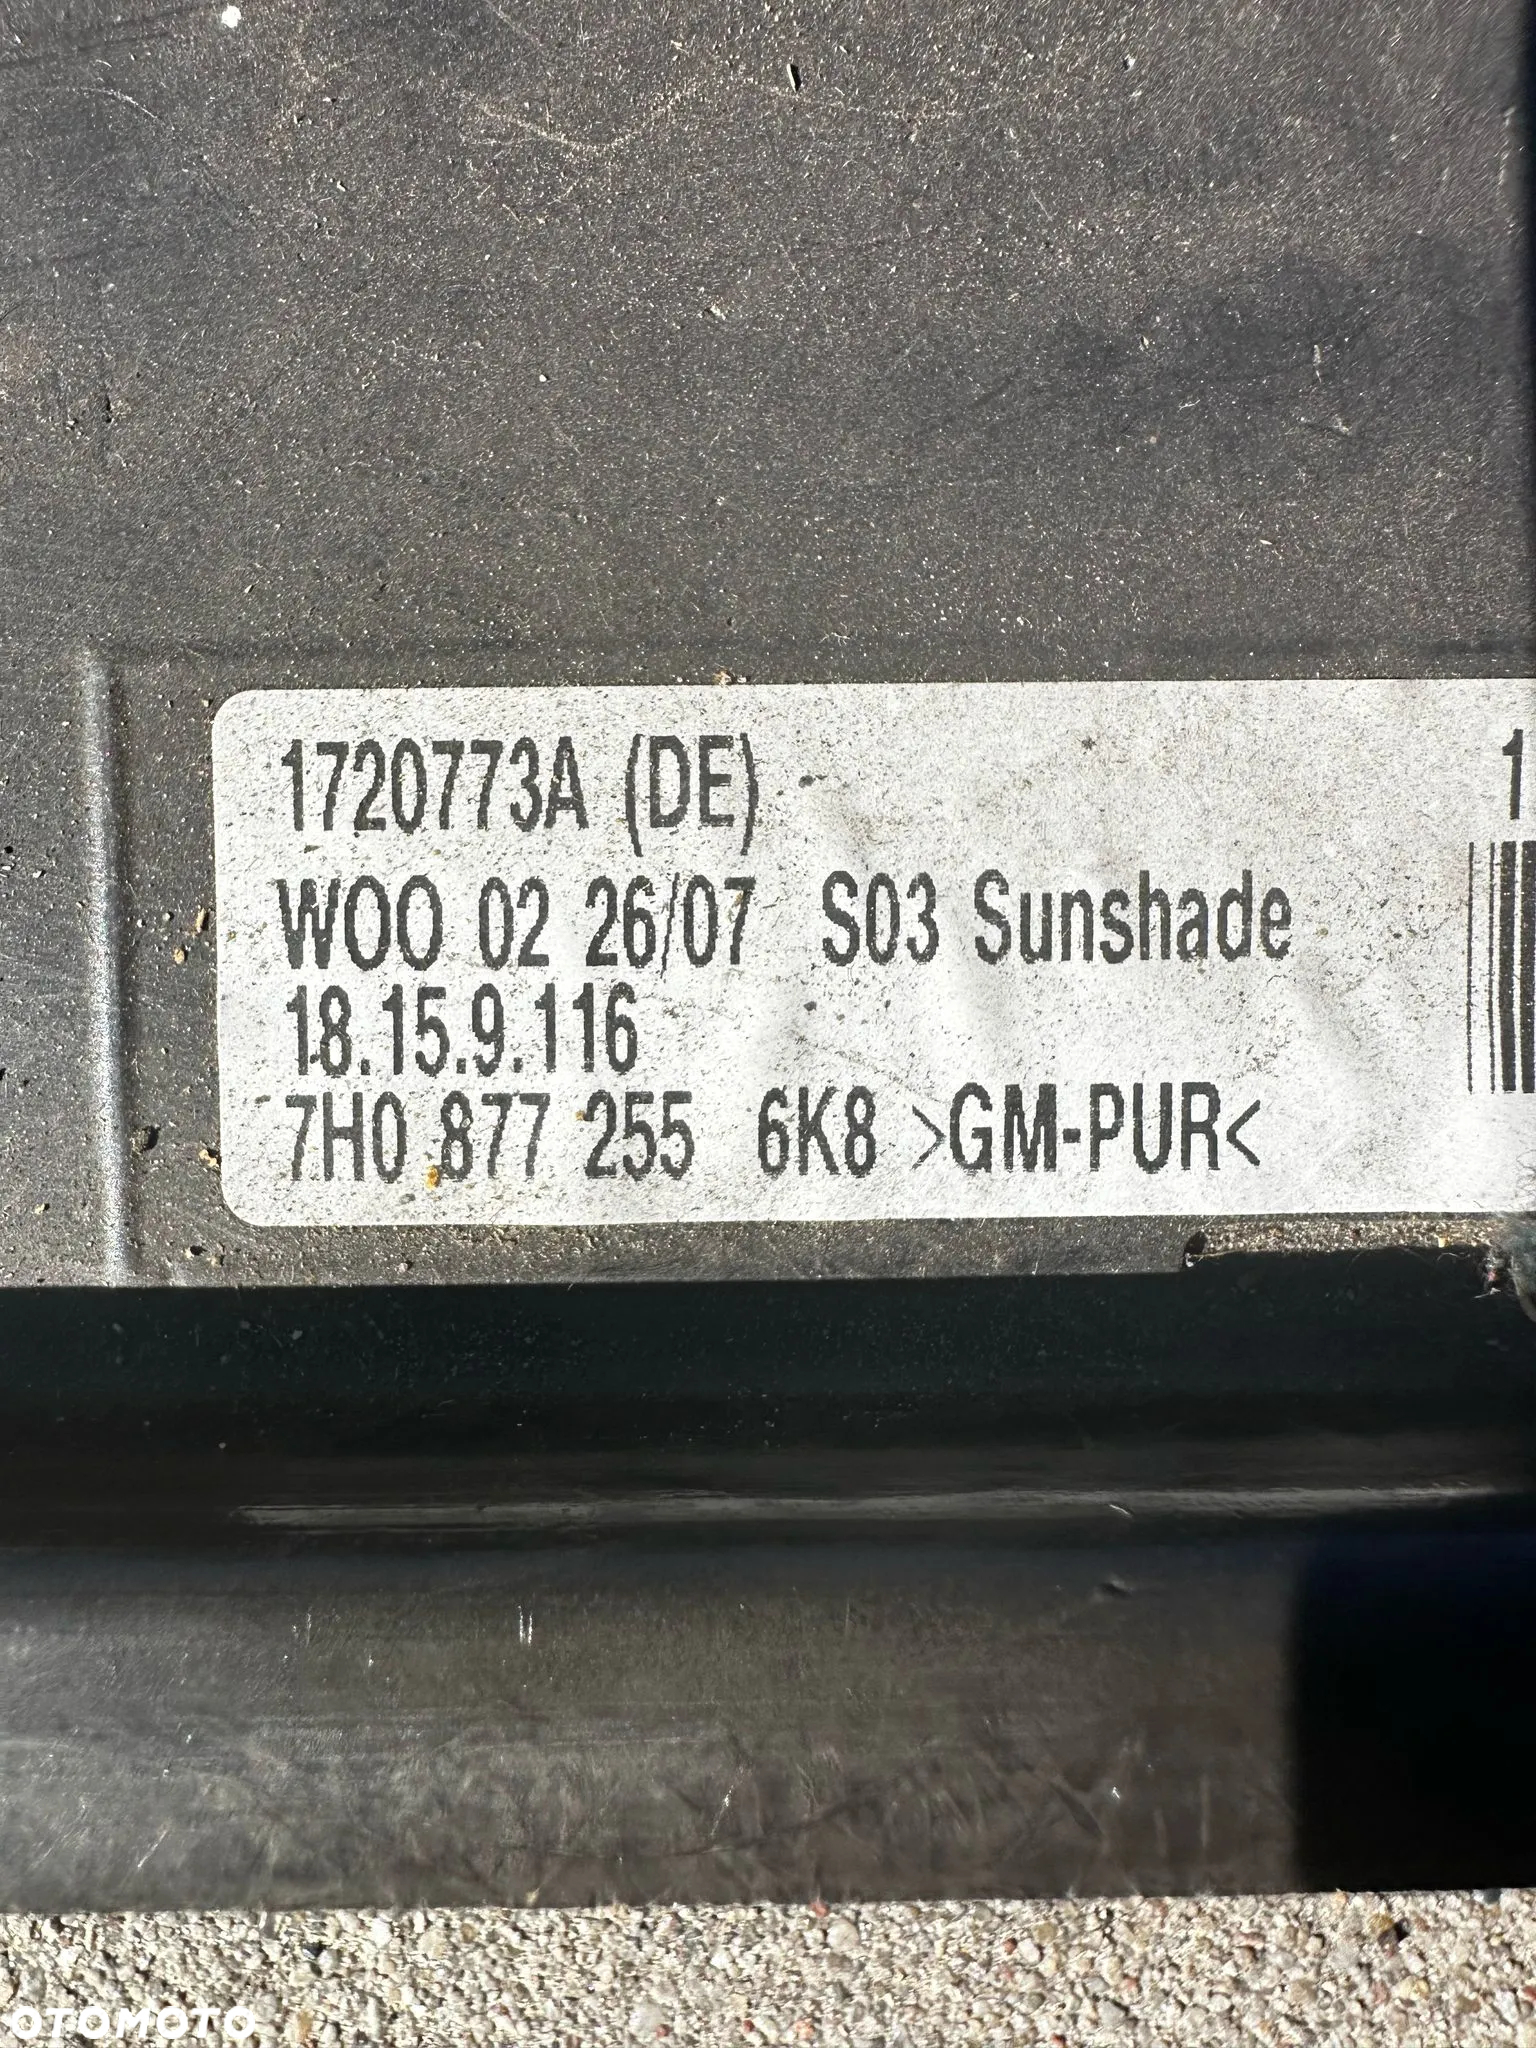 1720773A (DE)
1
WOO 02 26/07 S03 Sunshade
18.15.9.116
7H0 877 255 6K8 >GM-PUR<
OTOMOTO